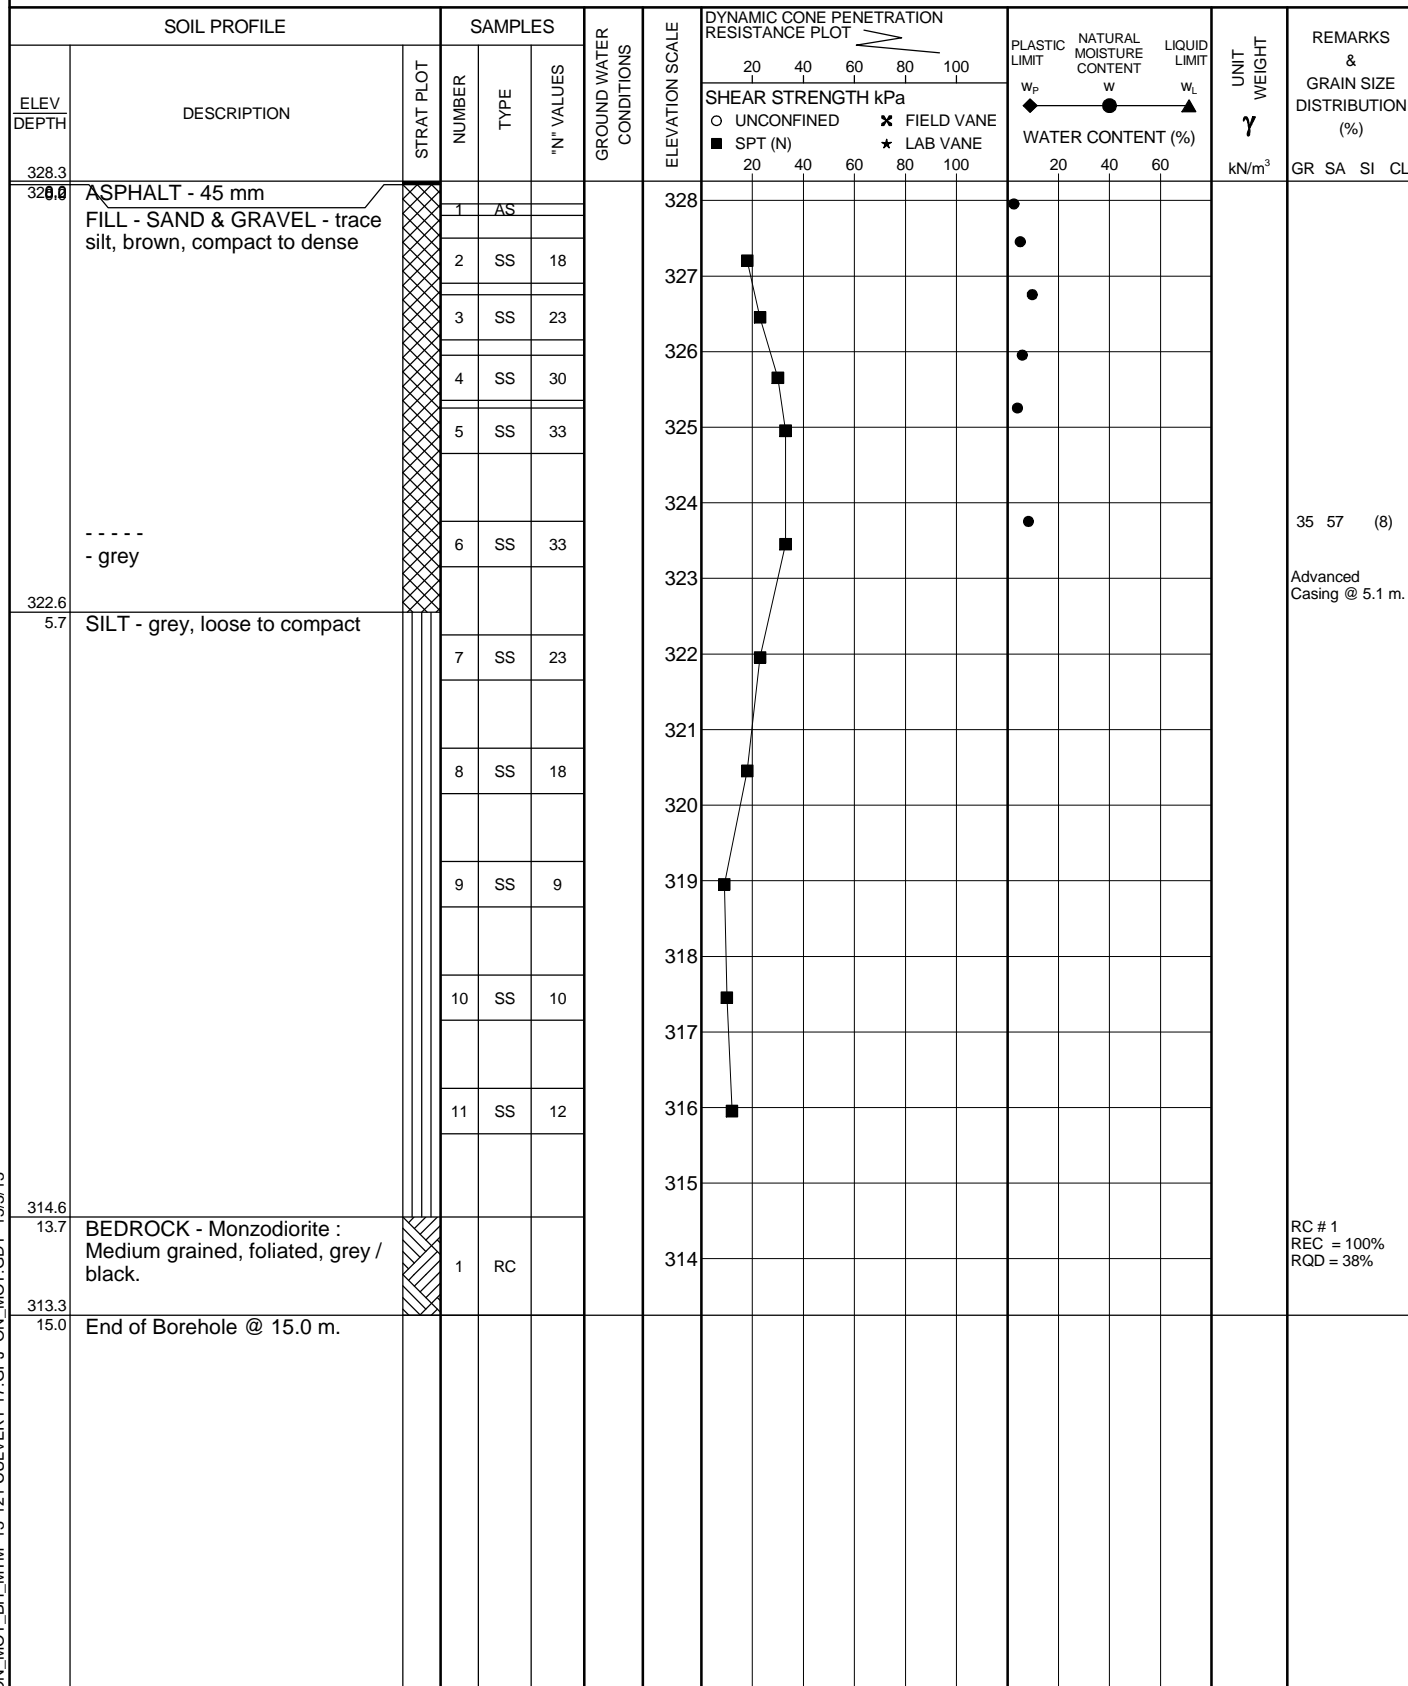 SOIL PROFILE
SAMPLES
GROUND WATER
CONDITIONS
ELEVATION SCALE
DYNAMIC CONE PENETRATION
RESISTANCE PLOT
20 40 60 80 100
SHEAR STRENGTH kPa
○ UNCONFINED ✖ FIELD VANE
■ SPT (N) ★ LAB VANE
20 40 60 80 100
PLASTIC
LIMIT
NATURAL
MOISTURE
CONTENT
LIQUID
LIMIT
WP W WL
WATER CONTENT (%)
20 40 60
UNIT
WEIGHT
γ
kN/m³
REMARKS
&
GRAIN SIZE
DISTRIBUTION
(%)
GR SA SI CL
ELEV
DEPTH
DESCRIPTION
STRAT PLOT
NUMBER
TYPE
"N" VALUES
328.3
ASPHALT - 45 mm
FILL - SAND & GRAVEL - trace
silt, brown, compact to dense
1 AS
2 SS 18
3 SS 23
4 SS 30
5 SS 33
- - - - -
- grey
6 SS 33
35 57 (8)
Advanced
Casing @ 5.1 m.
322.6
5.7
SILT - grey, loose to compact
7 SS 23
8 SS 18
9 SS 9
10 SS 10
11 SS 12
314.6
13.7
BEDROCK - Monzodiorite :
Medium grained, foliated, grey /
black.
1 RC
RC # 1
REC = 100%
RQD = 38%
313.3
15.0
End of Borehole @ 15.0 m.
328
327
326
325
324
323
322
321
320
319
318
317
316
315
314